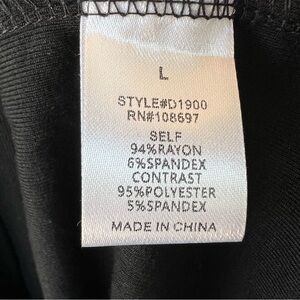 L
STYLE#D1900
RN#108697
SELF
94%RAYON
6%SPANDEX
CONTRAST
95%POLYESTER
5%SPANDEX
MADE IN CHINA